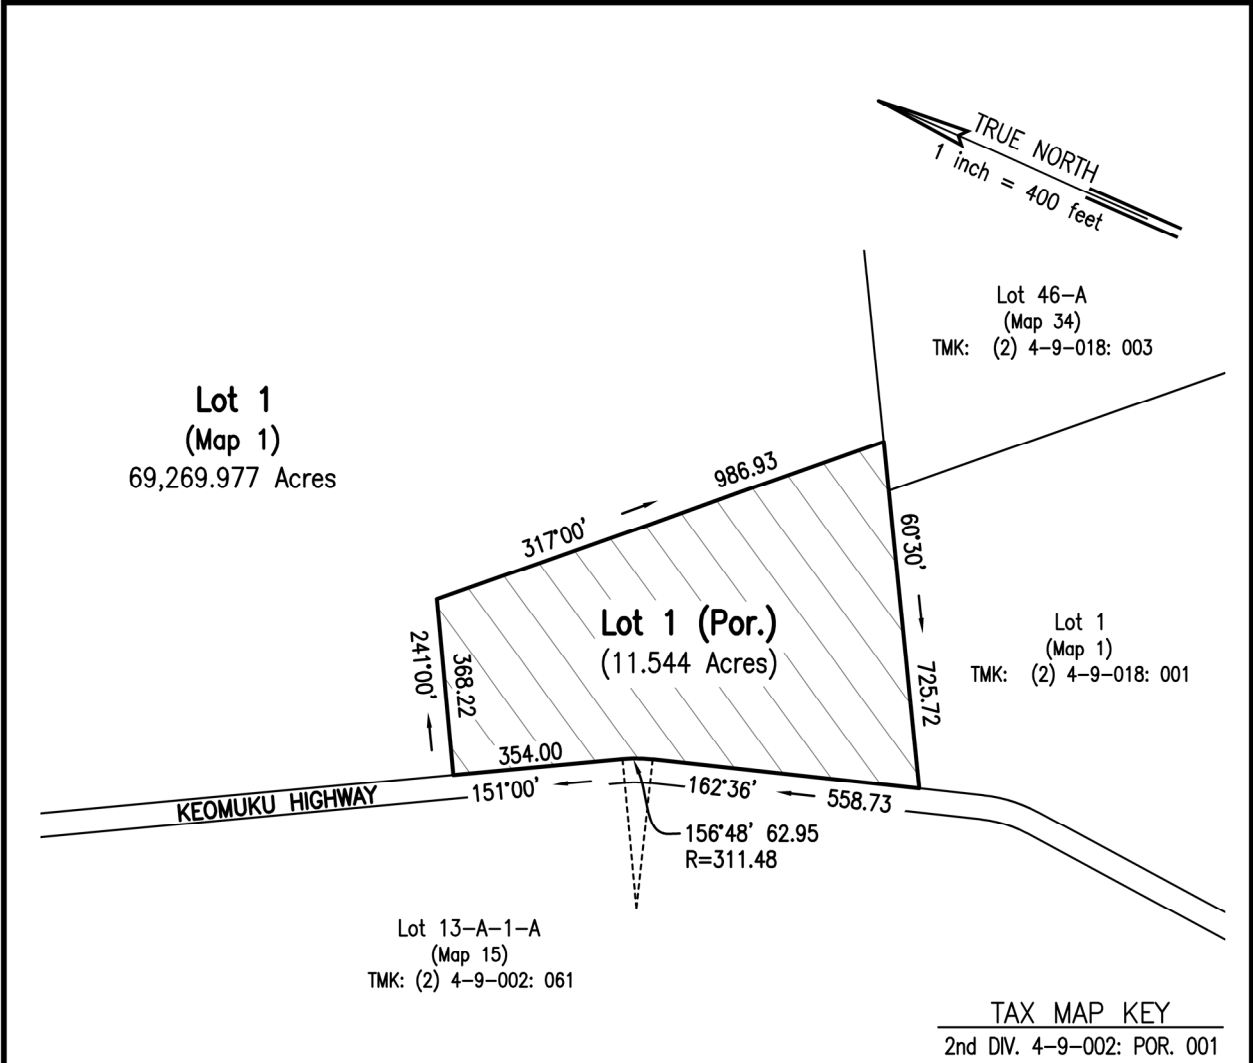 TRUE NORTH
1 inch = 400 feet
Lot 46-A
(Map 34)
TMK: (2) 4-9-018: 003
Lot 1
(Map 1)
69,269.977 Acres
986.93
317°00'
60°30'
725.72
Lot 1 (Por.)
(11.544 Acres)
Lot 1
(Map 1)
TMK: (2) 4-9-018: 001
241°00'
368.22
354.00
151°00'
162°36'
558.73
KEOMUKU HIGHWAY
156°48' 62.95
R=311.48
Lot 13-A-1-A
(Map 15)
TMK: (2) 4-9-002: 061
TAX MAP KEY
2nd DIV. 4-9-002: POR. 001